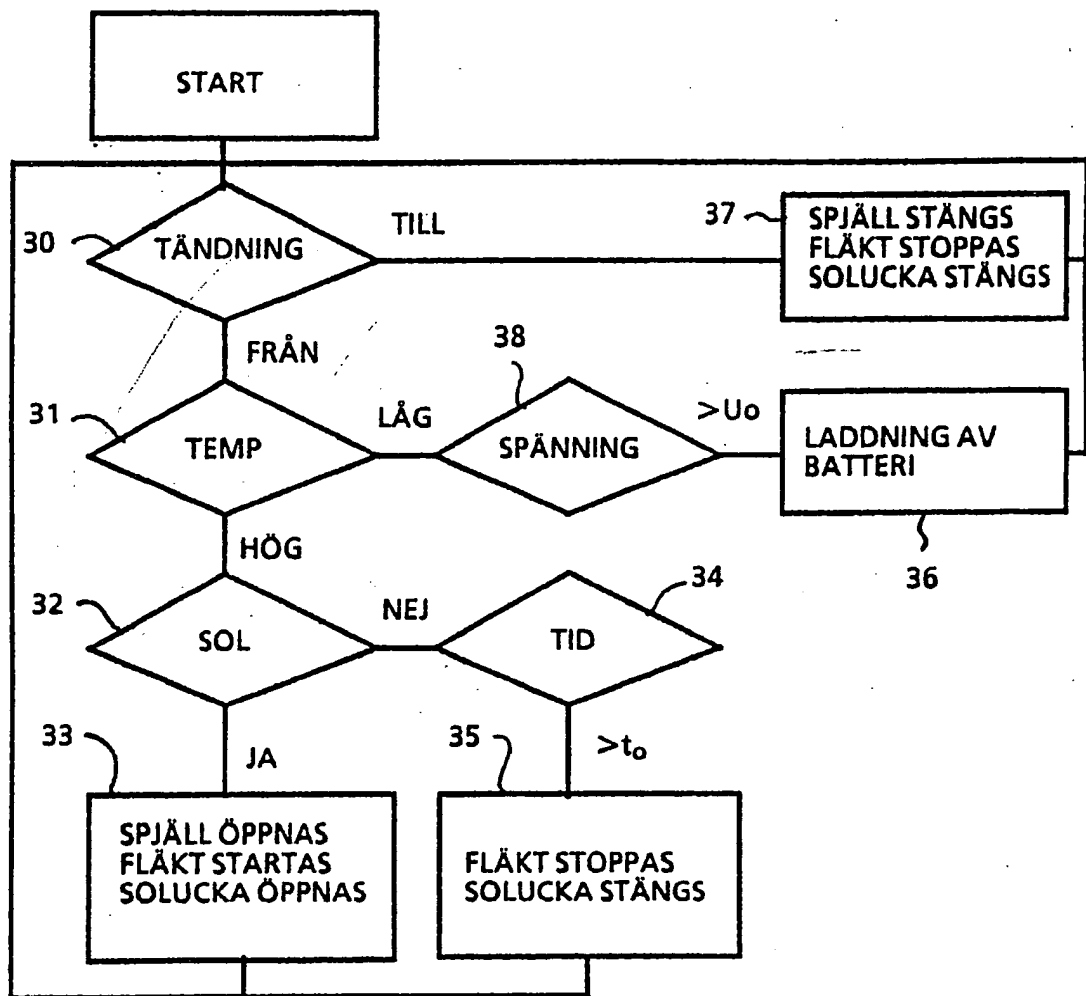 START
30
TÄNDNING
TILL
37
SPJÄLL STÄNGS
FLÄKT STOPPAS
SOLUCKA STÄNGS
FRÅN
38
31
TEMP
LÅG
SPÄNNING
>Uo
LADDNING AV
BATTERI
36
HÖG
32
SOL
NEJ
34
TID
33
JA
35
>to
SPJÄLL ÖPPNAS
FLÄKT STARTAS
SOLUCKA ÖPPNAS
FLÄKT STOPPAS
SOLUCKA STÄNGS